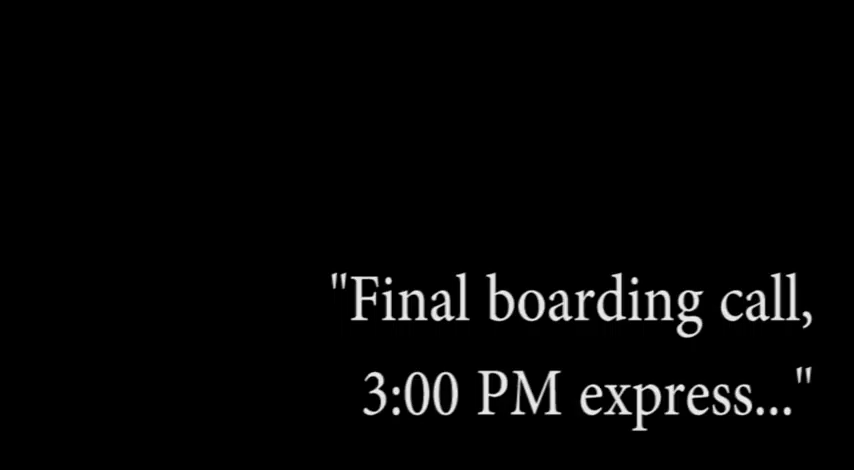 "Final boarding call,
3:00 PM express..."